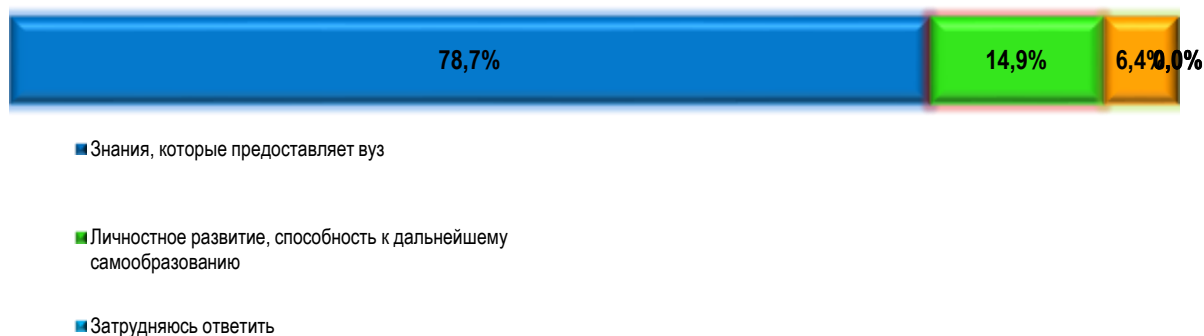 78,7% 14,9% 6,4% 0,0%
Знания, которые предоставляет вуз
Личностное развитие, способность к дальнейшему
самообразованию
Затрудняюсь ответить